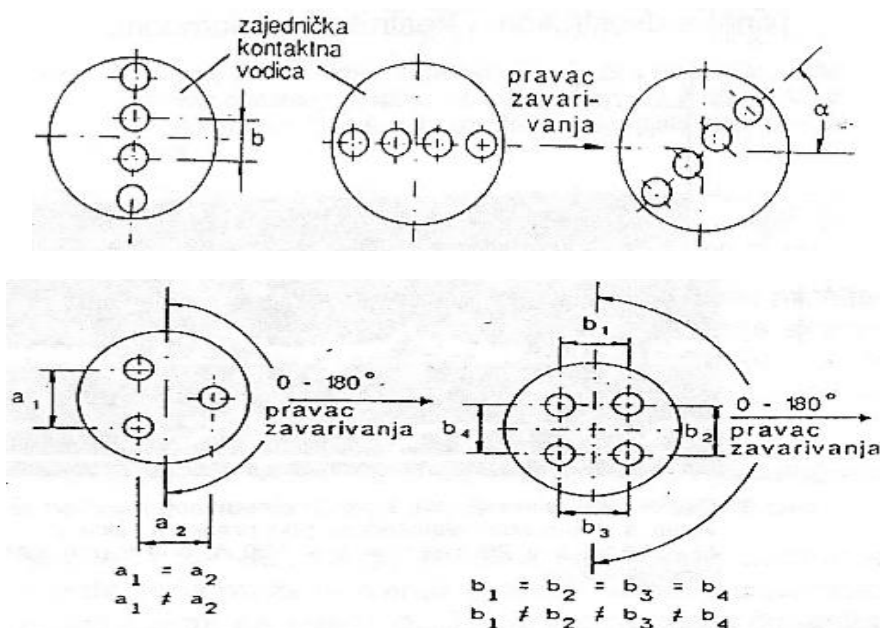 zajednička
kontaktna
vodica
b
pravac
zavari-
vanja
α
a₁
0 - 180°
pravac
zavarivanja
a₂
a₁ = a₂
a₁ ≠ a₂
b₁
b₄
b₂
0 - 180°
pravac
zavarivanja
b₃
b₁ = b₂ = b₃ = b₄
b₁ ≠ b₂ ≠ b₃ ≠ b₄